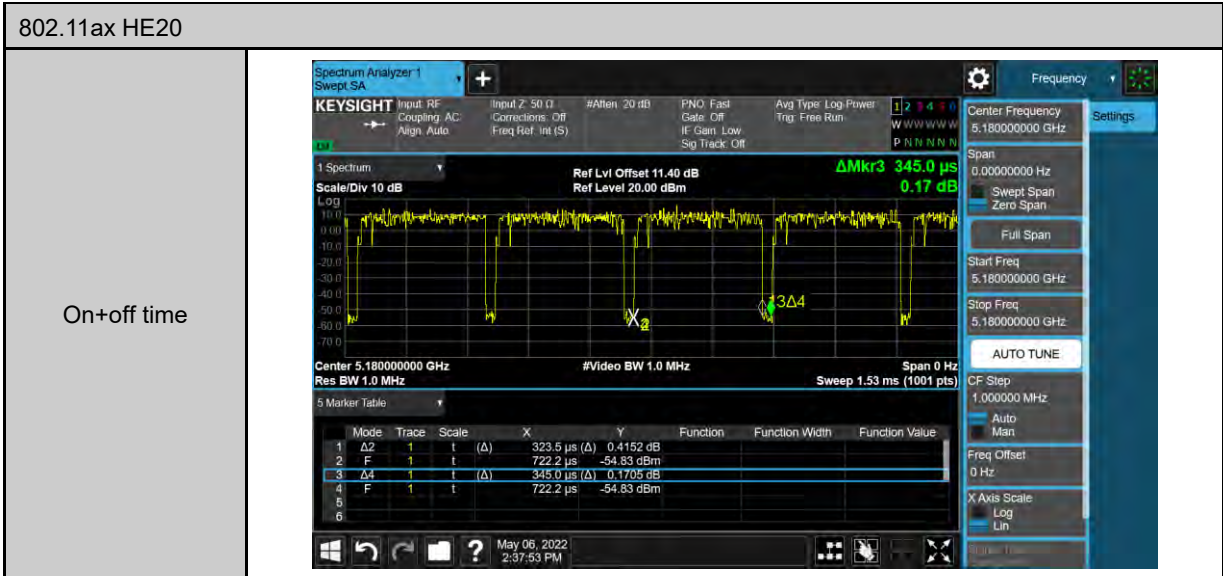 802.11ax HE20
On+off time
Spectrum Analyzer 1
Swept SA
+
Frequency
KEYSIGHT
Input: RF
Coupling: AC
Align: Auto
Input Z: 50 Ω
Corrections: Off
Freq Ref: Int (S)
#Atten: 20 dB
PNO: Fast
Gate: Off
IF Gain: Low
Sig Track: Off
Avg Type: Log-Power
Trig: Free Run
1 2 3 4 5 6
W W W W W W
P N N N N N
1 Spectrum
Scale/Div 10 dB
Ref Lvl Offset 11.40 dB
Ref Level 20.00 dBm
ΔMkr3 345.0 µs
0.17 dB
Log
10.0
0.00
-10.0
-20.0
-30.0
-40.0
-50.0
-60.0
-70.0
3Δ4
Center 5.180000000 GHz
Res BW 1.0 MHz
#Video BW 1.0 MHz
Span 0 Hz
Sweep 1.53 ms (1001 pts)
5 Marker Table
Mode Trace Scale X Y Function Function Width Function Value
1 Δ2 1 t (Δ) 323.5 µs (Δ) 0.4152 dB
2 F 1 t 722.2 µs -54.83 dBm
3 Δ4 1 t (Δ) 345.0 µs (Δ) 0.1705 dB
4 F 1 t 722.2 µs -54.83 dBm
5
6
?
May 06, 2022
2:37:53 PM
Center Frequency
5.180000000 GHz
Settings
Span
0.00000000 Hz
Swept Span
Zero Span
Full Span
Start Freq
5.180000000 GHz
Stop Freq
5.180000000 GHz
AUTO TUNE
CF Step
1.000000 MHz
Auto
Man
Freq Offset
0 Hz
X Axis Scale
Log
Lin